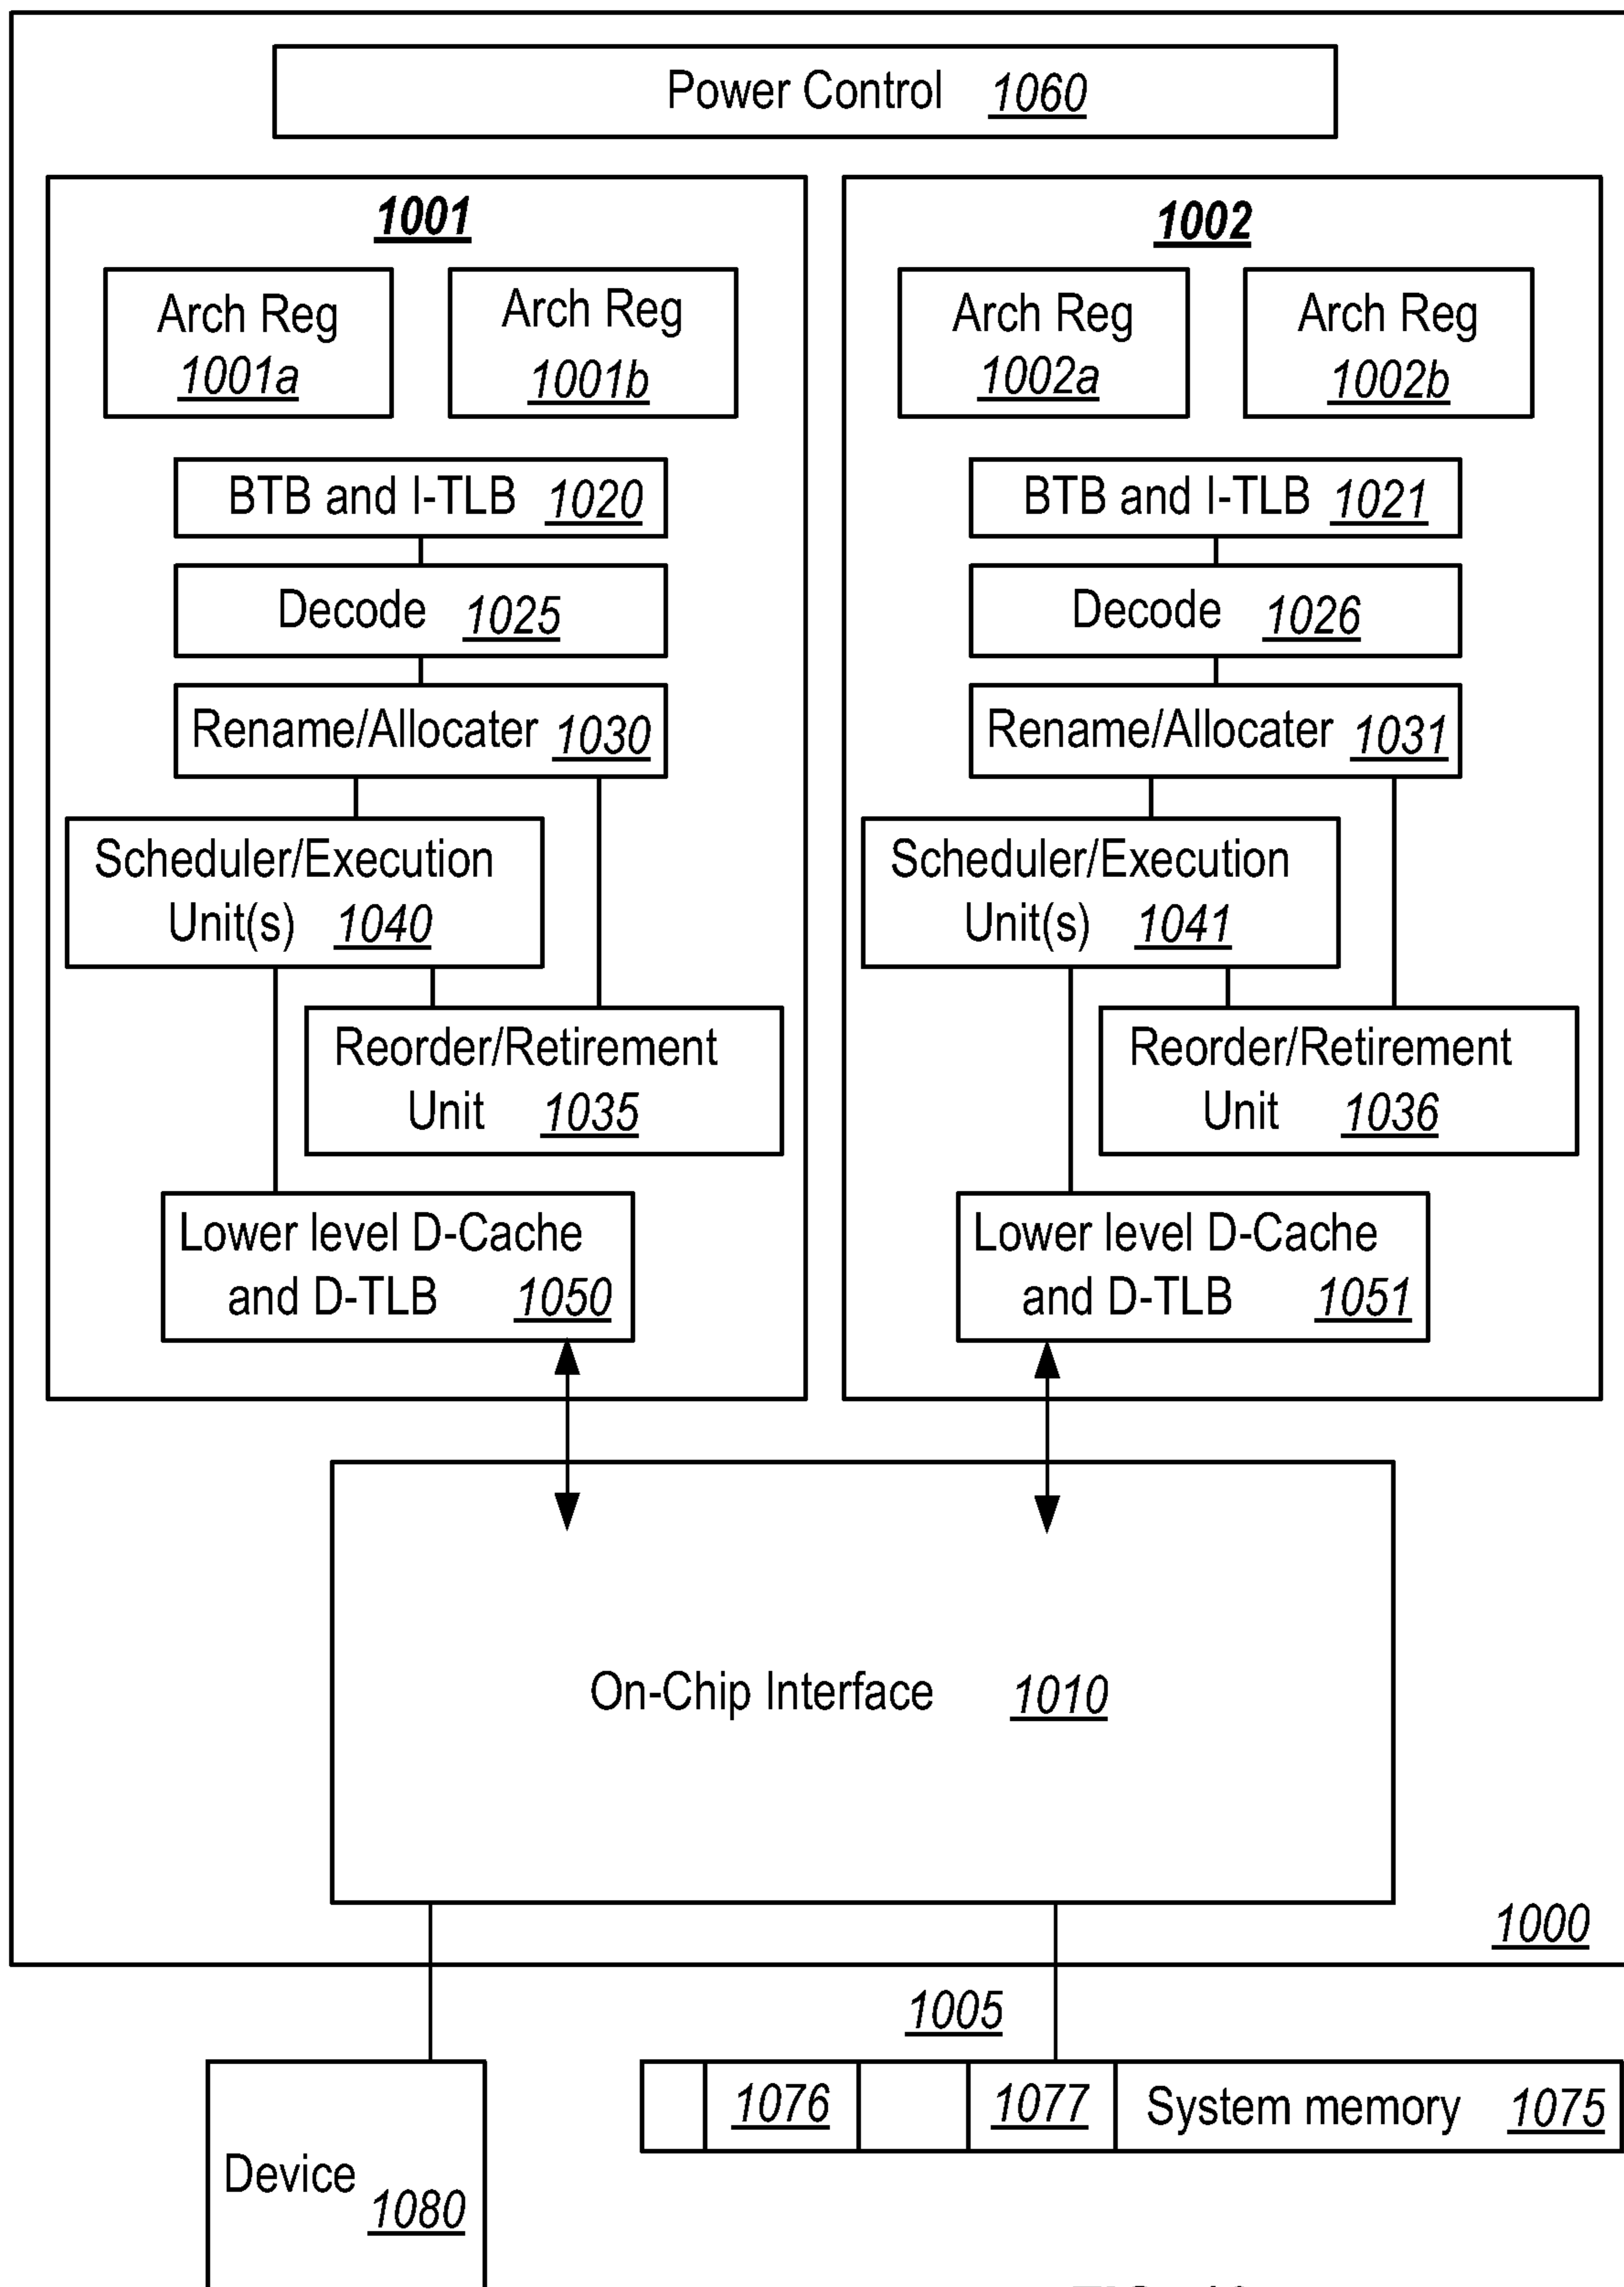 Power Control 1060
1001
Arch Reg
1001a
Arch Reg
1001b
BTB and I-TLB 1020
Decode 1025
Rename/Allocater 1030
Scheduler/Execution
Unit(s) 1040
Reorder/Retirement
Unit 1035
Lower level D-Cache
and D-TLB 1050
1002
Arch Reg
1002a
Arch Reg
1002b
BTB and I-TLB 1021
Decode 1026
Rename/Allocater 1031
Scheduler/Execution
Unit(s) 1041
Reorder/Retirement
Unit 1036
Lower level D-Cache
and D-TLB 1051
On-Chip Interface 1010
1000
1005
1076 1077 System memory 1075
Device 1080